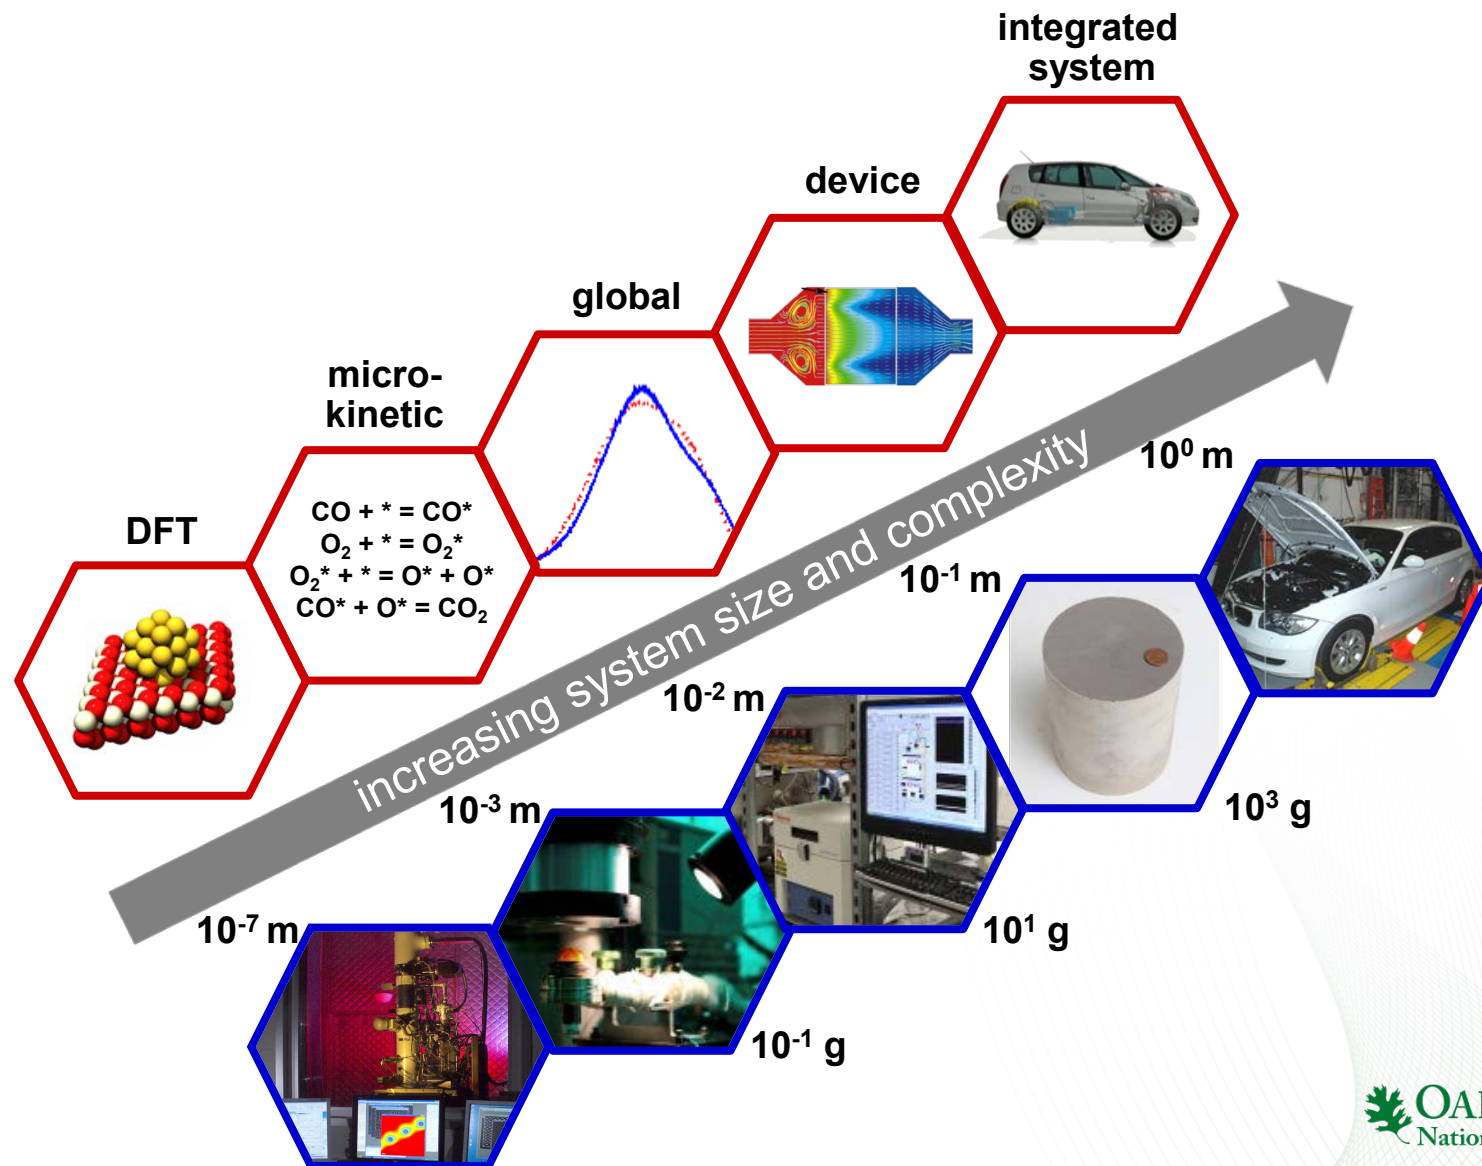 integrated
system
device
global
micro-
kinetic
DFT
CO + * = CO*
O₂ + * = O₂*
O₂* + * = O* + O*
CO* + O* = CO₂
increasing system size and complexity
10⁰ m
10⁻¹ m
10⁻² m
10⁻³ m
10⁻⁷ m
10³ g
10¹ g
10⁻¹ g